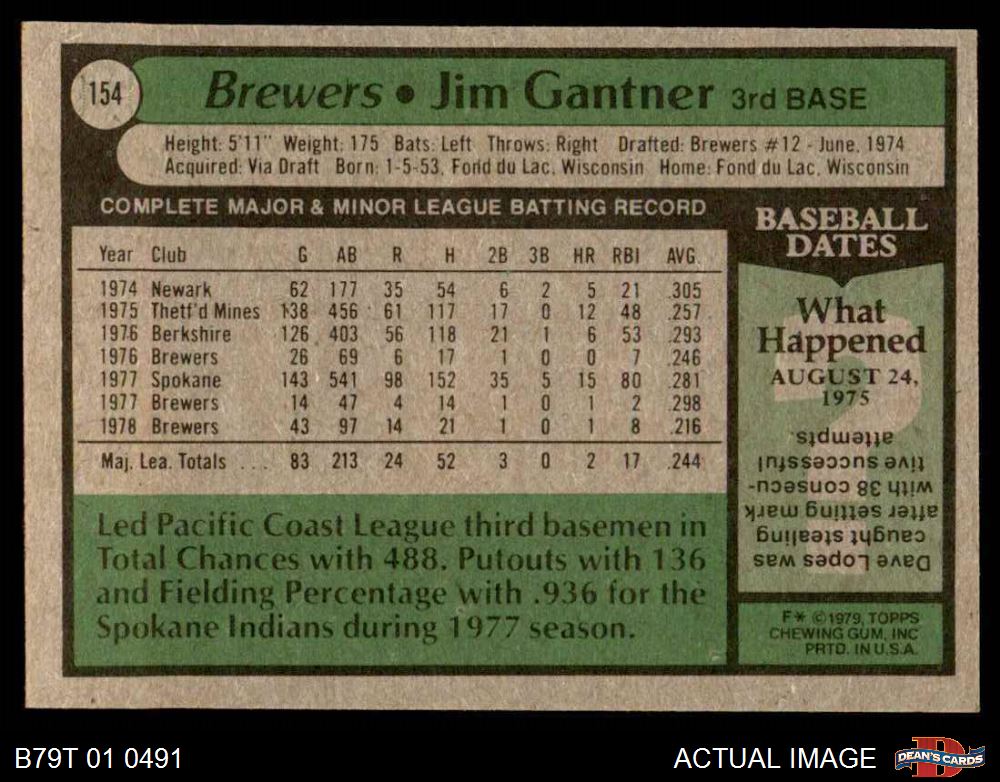 154
Brewers • Jim Gantner 3rd BASE
Height: 5'11" Weight: 175 Bats: Left Throws: Right Drafted: Brewers #12 - June, 1974
Acquired: Via Draft Born: 1-5-53, Fond du Lac, Wisconsin Home: Fond du Lac, Wisconsin
COMPLETE MAJOR & MINOR LEAGUE BATTING RECORD
Year Club G AB R H 2B 3B HR RBI AVG.
1974 Newark 62 177 35 54 6 2 5 21 .305
1975 Thetf'd Mines 138 456 61 117 17 0 12 48 .257
1976 Berkshire 126 403 56 118 21 1 6 53 .293
1976 Brewers 26 69 6 17 1 0 0 7 .246
1977 Spokane 143 541 98 152 35 5 15 80 .281
1977 Brewers 14 47 4 14 1 0 1 2 .298
1978 Brewers 43 97 14 21 1 0 1 8 .216
Maj. Lea. Totals ... 83 213 24 52 3 0 2 17 .244
Led Pacific Coast League third basemen in
Total Chances with 488. Putouts with 136
and Fielding Percentage with .936 for the
Spokane Indians during 1977 season.
BASEBALL
DATES
What
Happened
AUGUST 24,
1975
Dave Lopes was
caught stealing
after setting mark
with 38 consecu-
tive successful
attempts.
F* ©1979, TOPPS
CHEWING GUM, INC
PRTD. IN U.S.A.
B79T 01 0491
ACTUAL IMAGE
DEAN'S CARDS